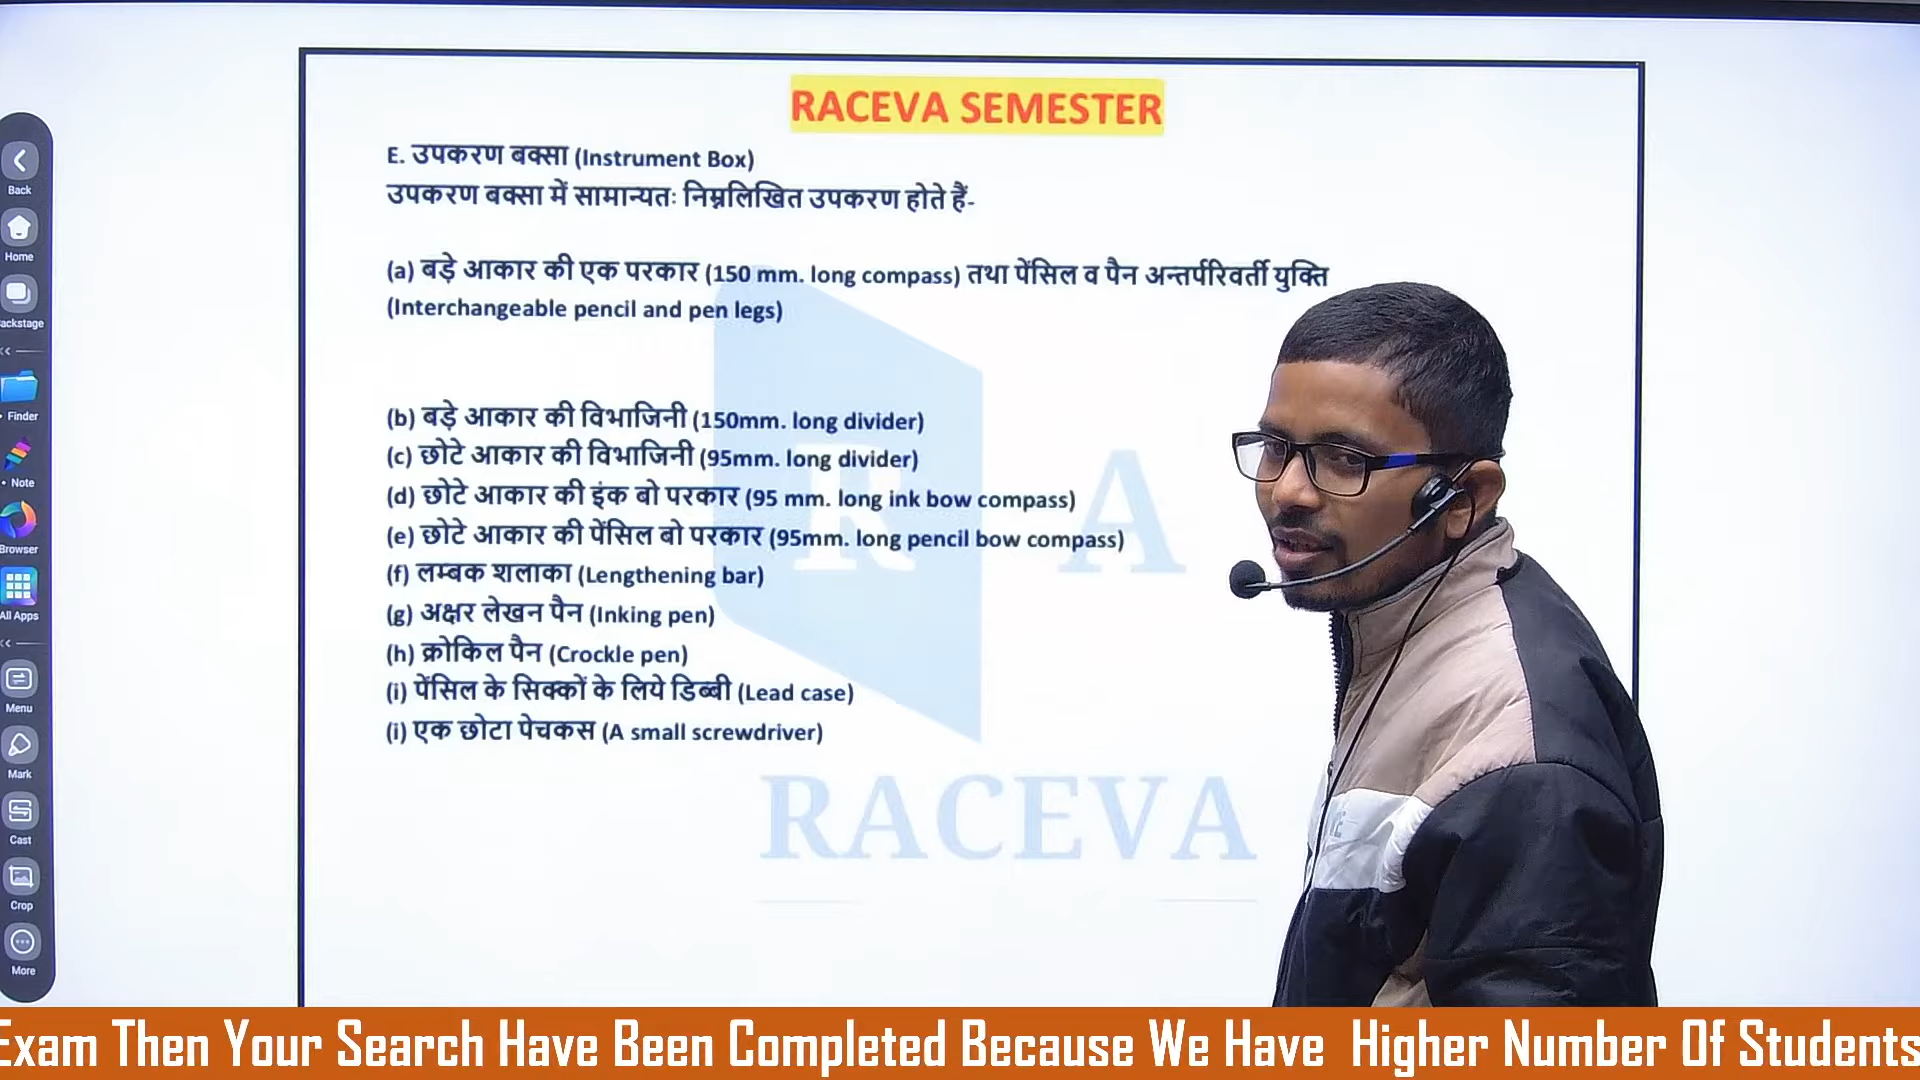 RACEVA SEMESTER
E. उपकरण बक्सा (Instrument Box)
उपकरण बक्सा में सामान्यतः निम्नलिखित उपकरण होते हैं-
(a) बड़े आकार की एक परकार (150 mm. long compass) तथा पेंसिल व पैन अन्तर्परिवर्ती युक्ति
(Interchangeable pencil and pen legs)
(b) बड़े आकार की विभाजिनी (150mm. long divider)
(c) छोटे आकार की विभाजिनी (95mm. long divider)
(d) छोटे आकार की इंक बो परकार (95 mm. long ink bow compass)
(e) छोटे आकार की पेंसिल बो परकार (95mm. long pencil bow compass)
(f) लम्बक शलाका (Lengthening bar)
(g) अक्षर लेखन पैन (Inking pen)
(h) क्रोकिल पैन (Crockle pen)
(i) पेंसिल के सिक्कों के लिये डिब्बी (Lead case)
(i) एक छोटा पेचकस (A small screwdriver)
R A
RACEVA
Back
Home
ackstage
Finder
Note
Browser
All Apps
Menu
Mark
Cast
Crop
More
Exam Then Your Search Have Been Completed Because We Have Higher Number Of Students